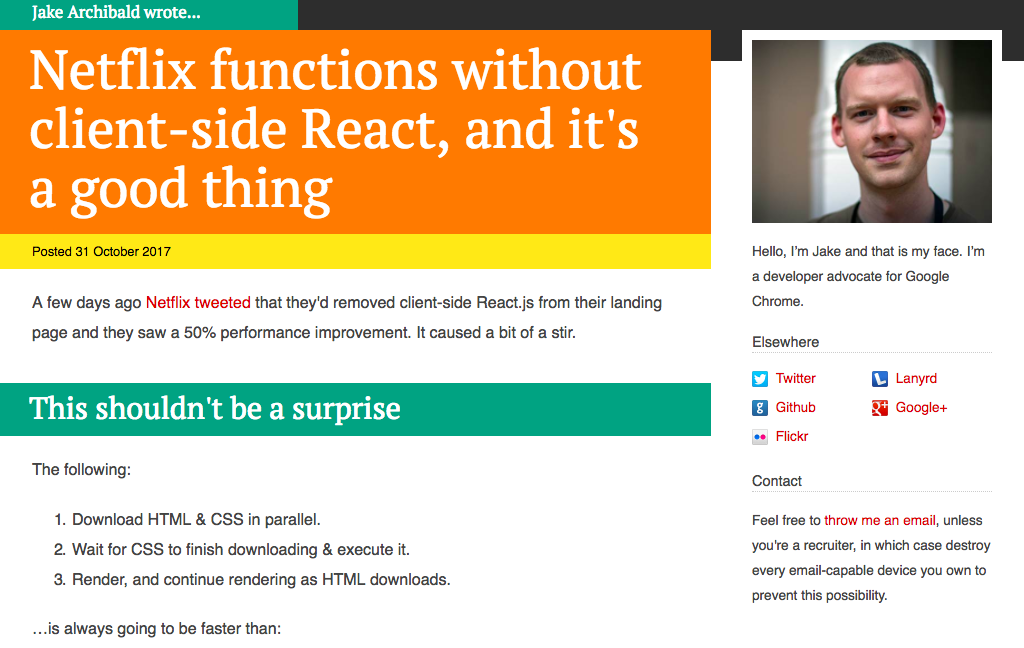 Jake Archibald wrote...
Netflix functions without
client-side React, and it's
a good thing
Posted 31 October 2017
A few days ago Netflix tweeted that they'd removed client-side React.js from their landing
page and they saw a 50% performance improvement. It caused a bit of a stir.
This shouldn't be a surprise
The following:
1. Download HTML & CSS in parallel.
2. Wait for CSS to finish downloading & execute it.
3. Render, and continue rendering as HTML downloads.
…is always going to be faster than:
Hello, I’m Jake and that is my face. I’m
a developer advocate for Google
Chrome.
Elsewhere
Twitter
Lanyrd
Github
Google+
Flickr
Contact
Feel free to throw me an email, unless
you're a recruiter, in which case destroy
every email-capable device you own to
prevent this possibility.